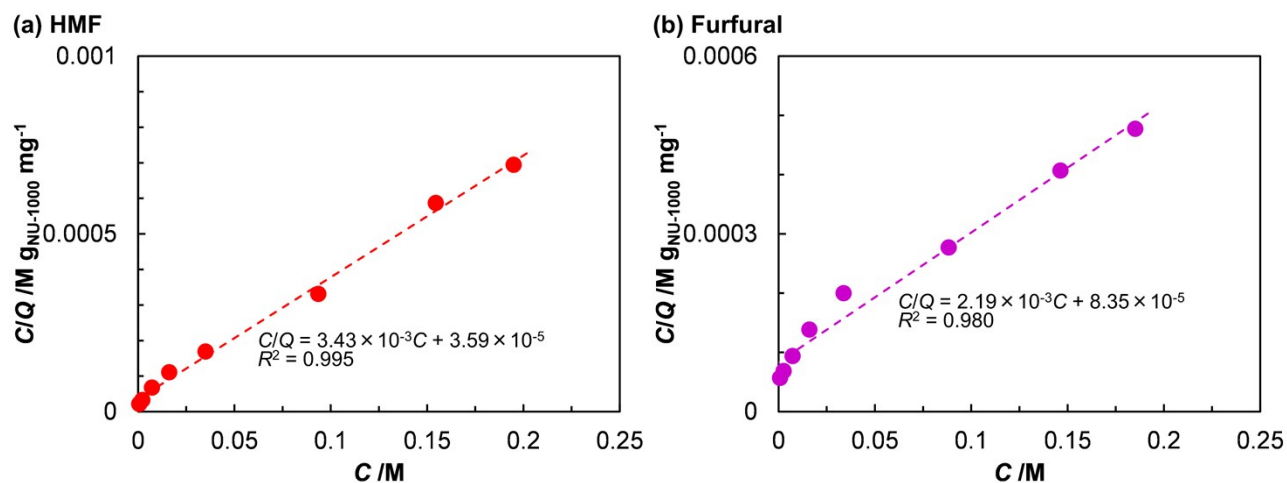 (a) HMF
0.001
0.0005
0
C/Q /M g_NU-1000 mg⁻¹
C/Q = 3.43 × 10⁻³C + 3.59 × 10⁻⁵
R² = 0.995
0 0.05 0.1 0.15 0.2 0.25
C /M
(b) Furfural
0.0006
0.0003
0
C/Q /M g_NU-1000 mg⁻¹
C/Q = 2.19 × 10⁻³C + 8.35 × 10⁻⁵
R² = 0.980
0 0.05 0.1 0.15 0.2 0.25
C /M